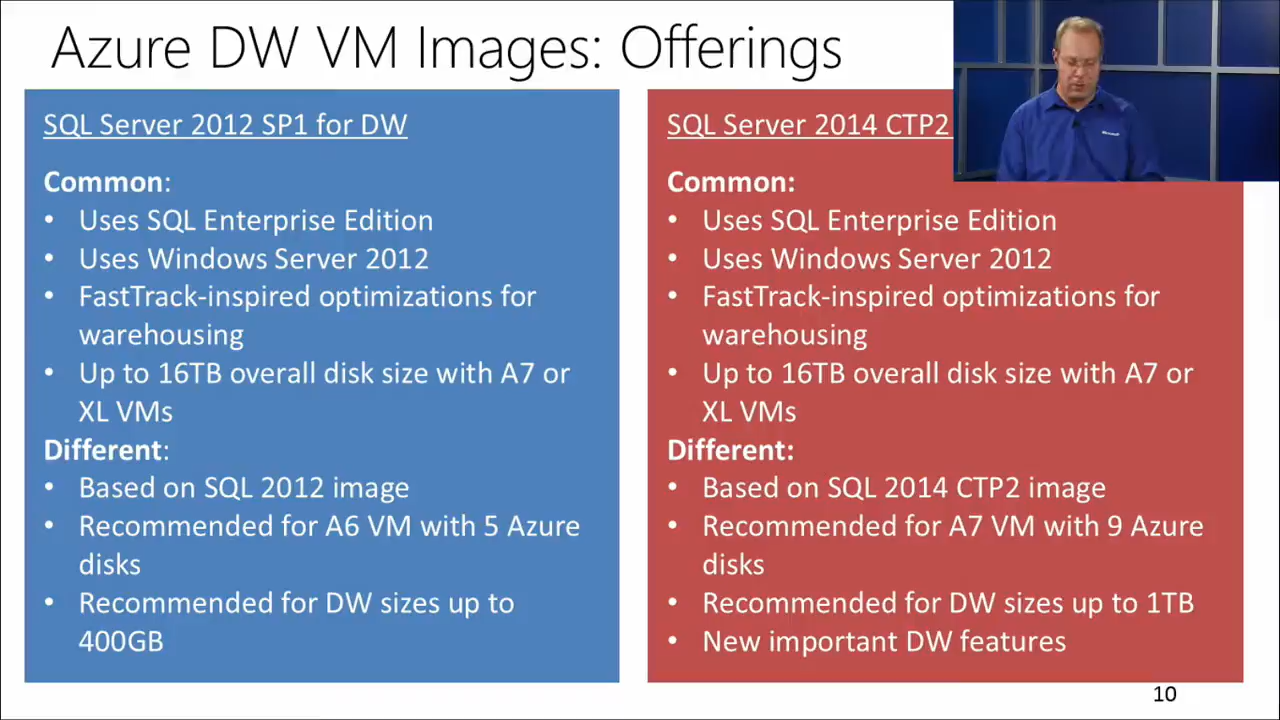 Azure DW VM Images: Offerings
SQL Server 2012 SP1 for DW
Common:
• Uses SQL Enterprise Edition
• Uses Windows Server 2012
• FastTrack-inspired optimizations for
warehousing
• Up to 16TB overall disk size with A7 or
XL VMs
Different:
• Based on SQL 2012 image
• Recommended for A6 VM with 5 Azure
disks
• Recommended for DW sizes up to
400GB
SQL Server 2014 CTP2
Common:
• Uses SQL Enterprise Edition
• Uses Windows Server 2012
• FastTrack-inspired optimizations for
warehousing
• Up to 16TB overall disk size with A7 or
XL VMs
Different:
• Based on SQL 2014 CTP2 image
• Recommended for A7 VM with 9 Azure
disks
• Recommended for DW sizes up to 1TB
• New important DW features
10